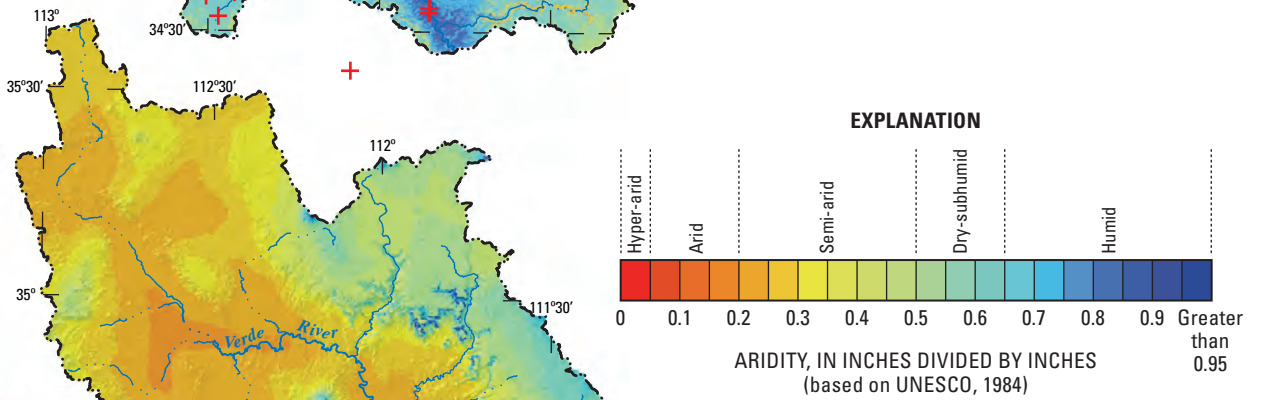 113°
34°30′
35°30′
112°30′
112°
35°
111°30′
Verde River
EXPLANATION
Hyper-arid
Arid
Semi-arid
Dry-subhumid
Humid
0 0.1 0.2 0.3 0.4 0.5 0.6 0.7 0.8 0.9 Greater
than
0.95
ARIDITY, IN INCHES DIVIDED BY INCHES
(based on UNESCO, 1984)